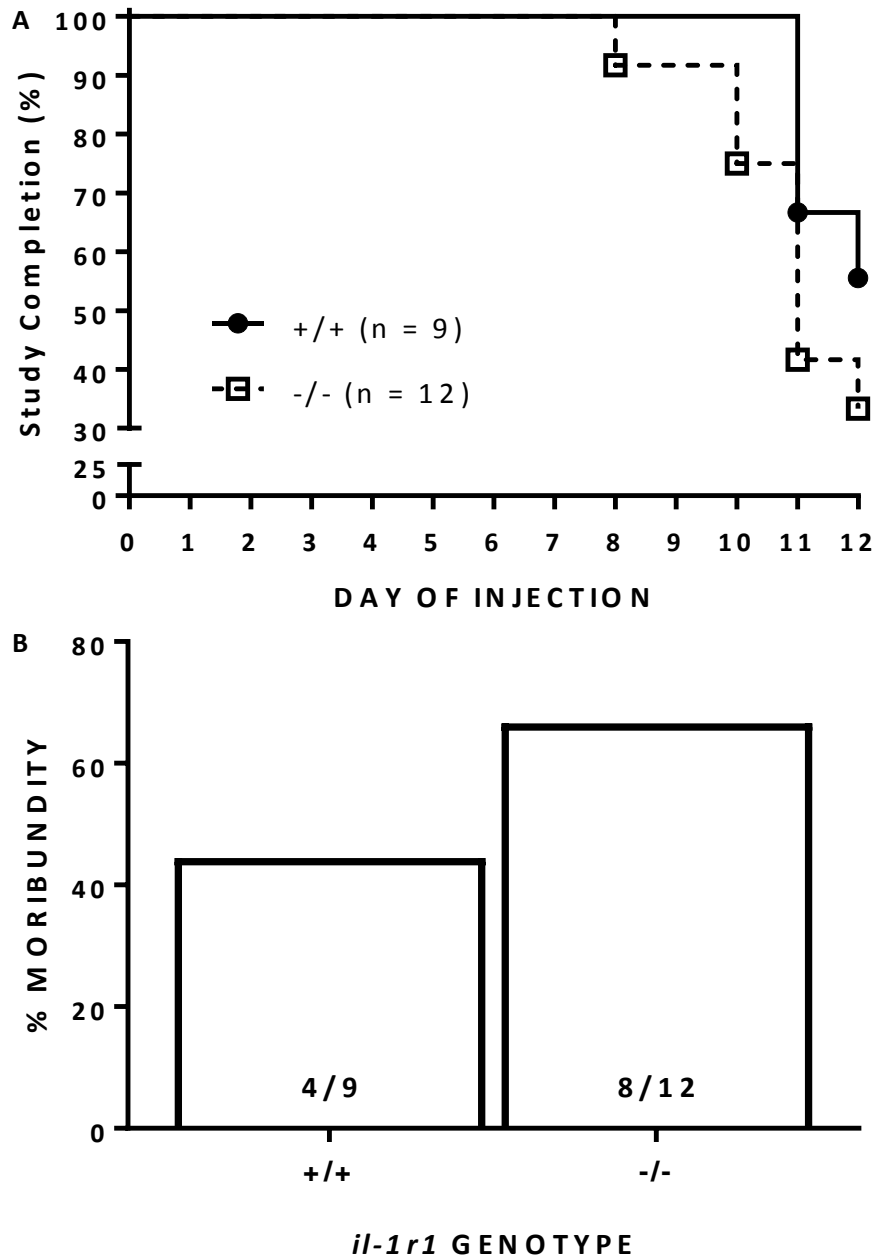 A
Study Completion (%)
100
90
80
70
60
50
40
30
25
0
+/+ (n = 9)
-/- (n = 12)
0 1 2 3 4 5 6 7 8 9 10 11 12
DAY OF INJECTION
B
% MORIBUNDITY
80
60
40
20
0
4/9 8/12
+/+ -/-
il-1r1 GENOTYPE